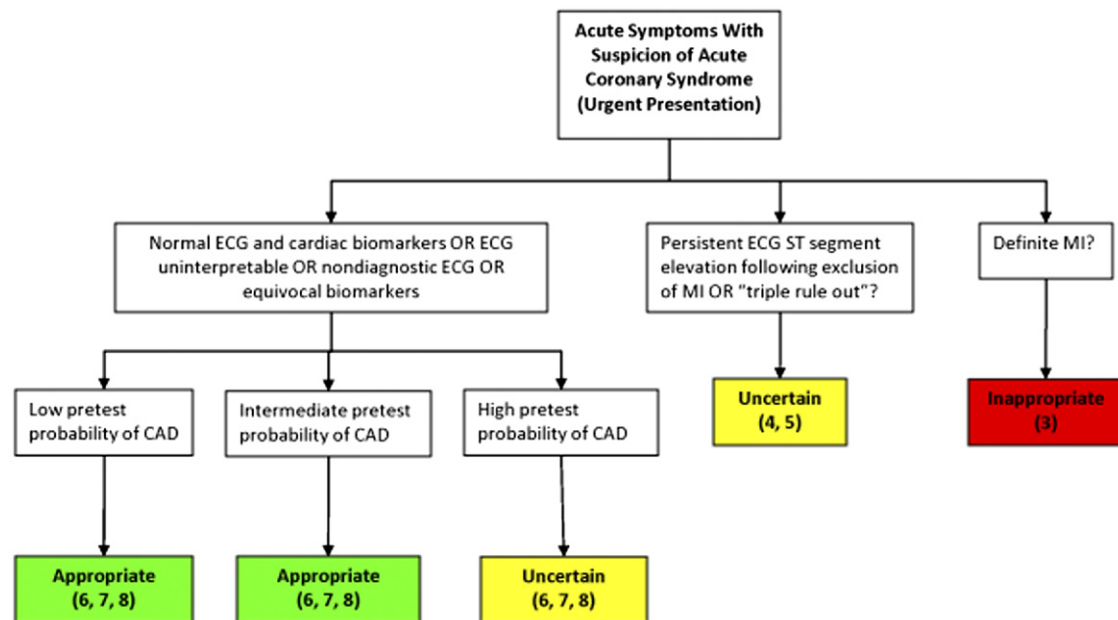 Acute Symptoms With
Suspicion of Acute
Coronary Syndrome
(Urgent Presentation)
Normal ECG and cardiac biomarkers OR ECG
uninterpretable OR nondiagnostic ECG OR
equivocal biomarkers
Persistent ECG ST segment
elevation following exclusion
of MI OR "triple rule out"?
Definite MI?
Low pretest
probability of CAD
Intermediate pretest
probability of CAD
High pretest
probability of CAD
Uncertain
(4, 5)
Inappropriate
(3)
Appropriate
(6, 7, 8)
Appropriate
(6, 7, 8)
Uncertain
(6, 7, 8)